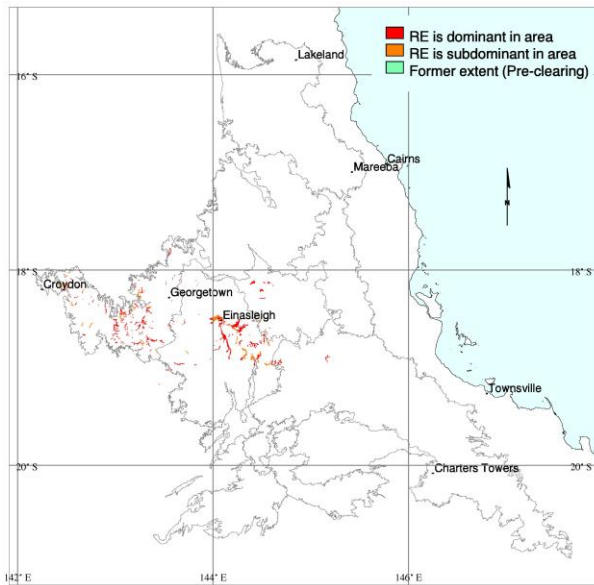 RE is dominant in area
RE is subdominant in area
Former extent (Pre-clearing)
Lakeland
16° S
Cairns
Mareeba
N
18° S
18° S
Croydon
Georgetown
Einasleigh
Townsville
20° S
20° S
Charters Towers
142° E
144° E
146° E